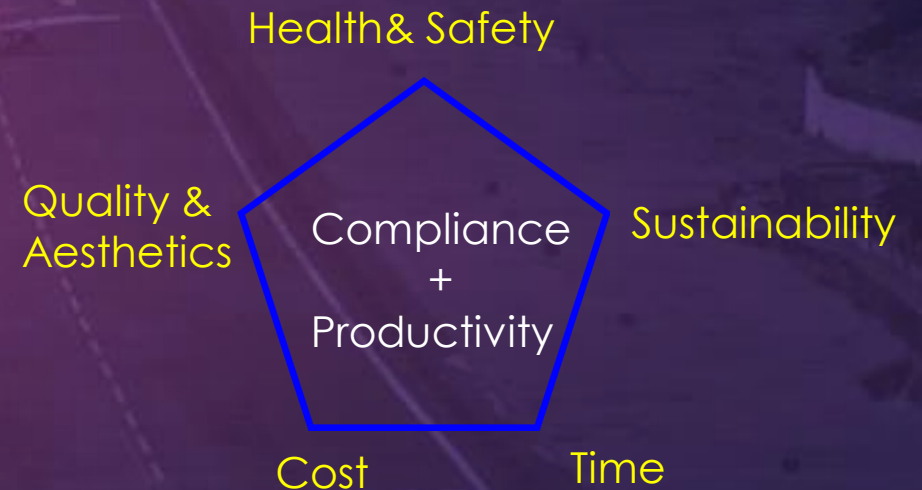 Health& Safety
Quality &
Aesthetics
Sustainability
Compliance
+
Productivity
Cost
Time